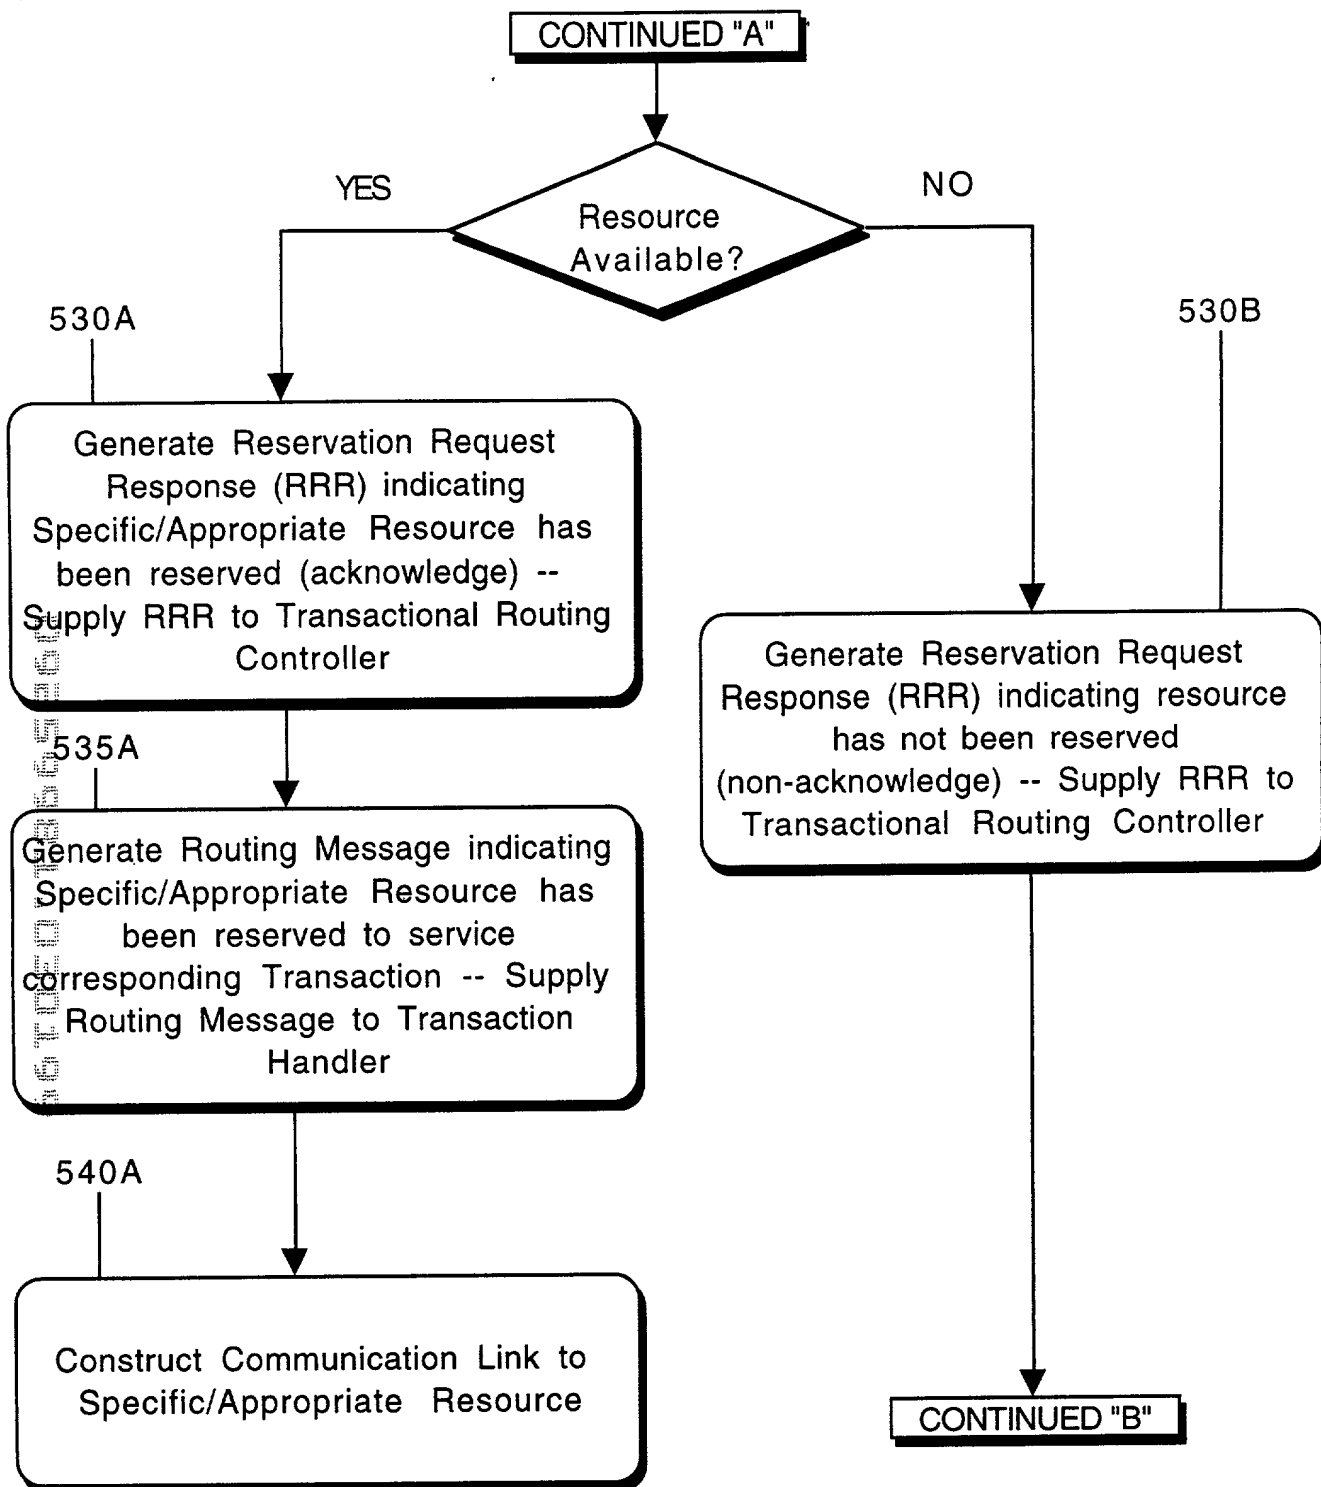 CONTINUED "A"
YES
NO
Resource
Available?
530A
530B
Generate Reservation Request
Response (RRR) indicating
Specific/Appropriate Resource has
been reserved (acknowledge) --
Supply RRR to Transactional Routing
Controller
Generate Reservation Request
Response (RRR) indicating resource
has not been reserved
(non-acknowledge) -- Supply RRR to
Transactional Routing Controller
535A
Generate Routing Message indicating
Specific/Appropriate Resource has
been reserved to service
corresponding Transaction -- Supply
Routing Message to Transaction
Handler
540A
Construct Communication Link to
Specific/Appropriate Resource
CONTINUED "B"